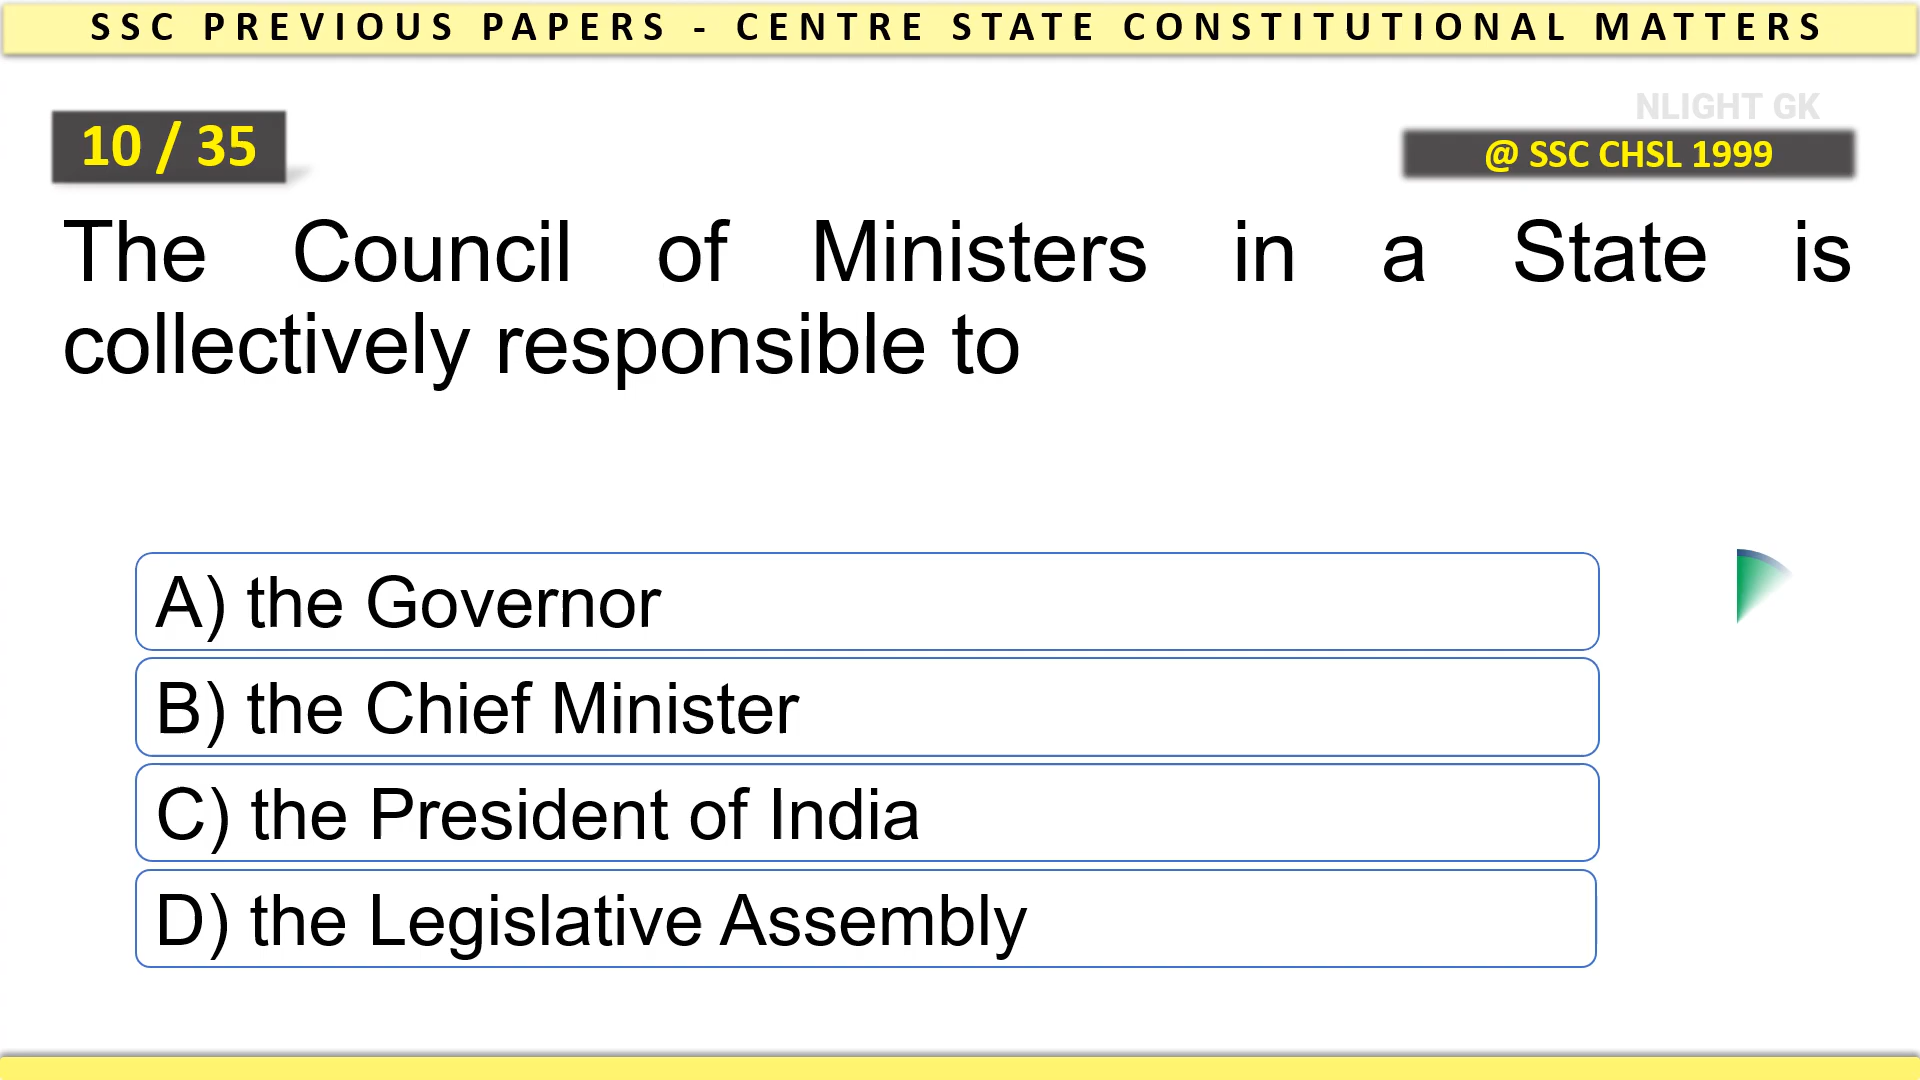 SSC PREVIOUS PAPERS - CENTRE STATE CONSTITUTIONAL MATTERS
NLIGHT GK
10 / 35
@ SSC CHSL 1999
The Council of Ministers in a State is
collectively responsible to
A) the Governor
B) the Chief Minister
C) the President of India
D) the Legislative Assembly